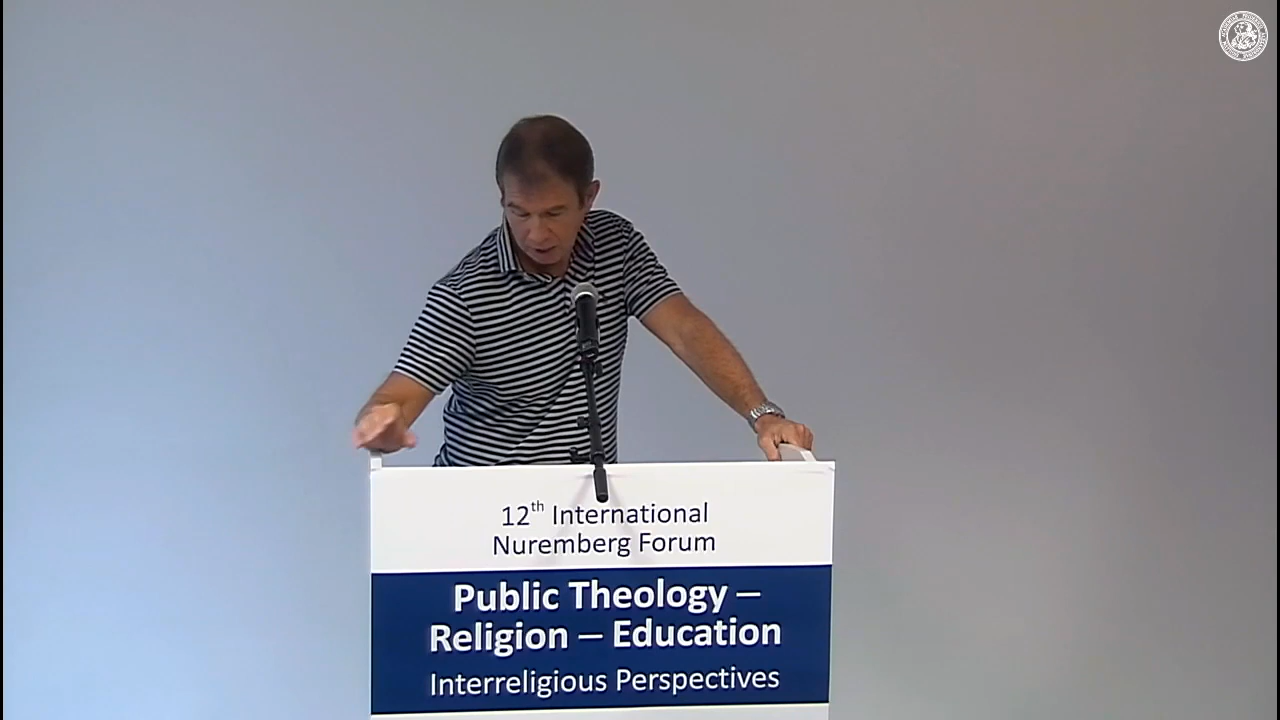 12th International
Nuremberg Forum
Public Theology –
Religion – Education
Interreligious Perspectives